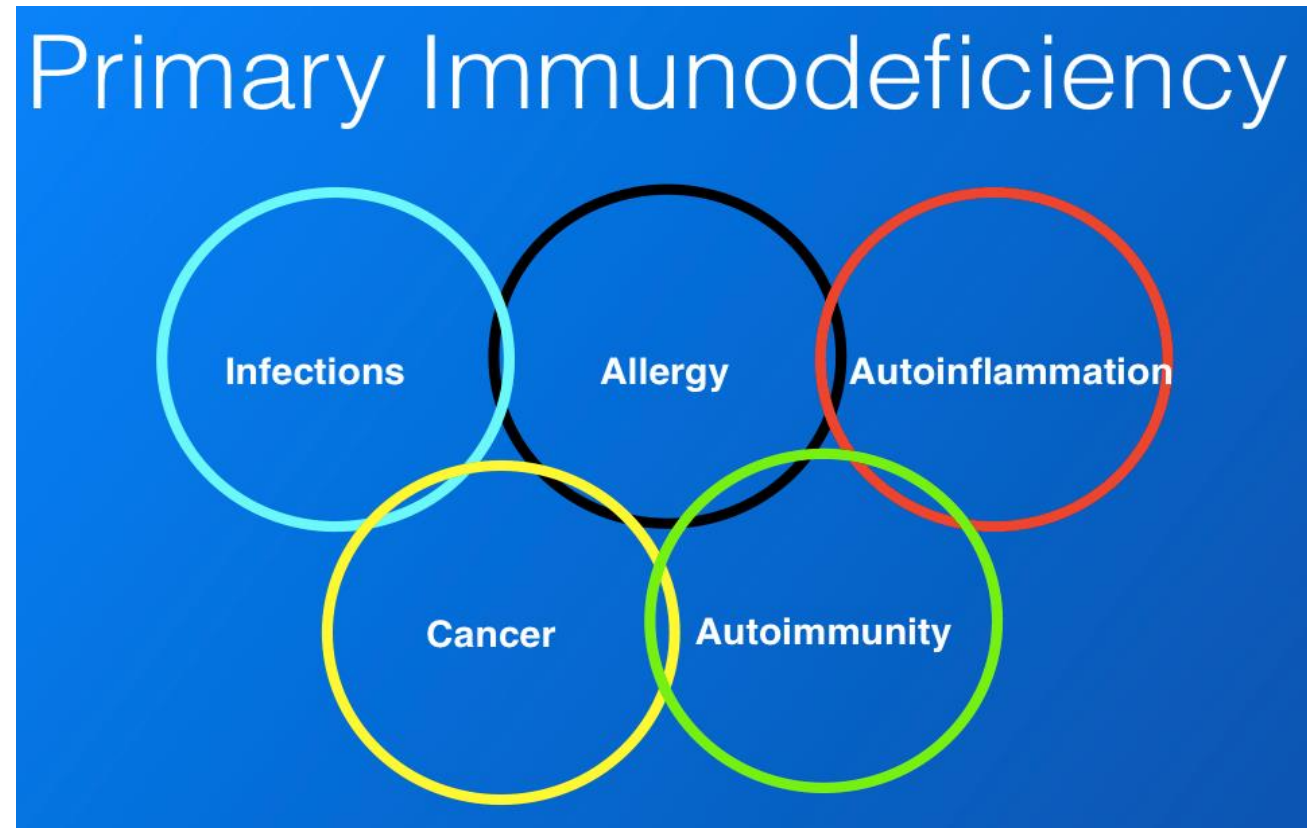 Primary Immunodeficiency
Infections
Allergy
Autoinflammation
Cancer
Autoimmunity